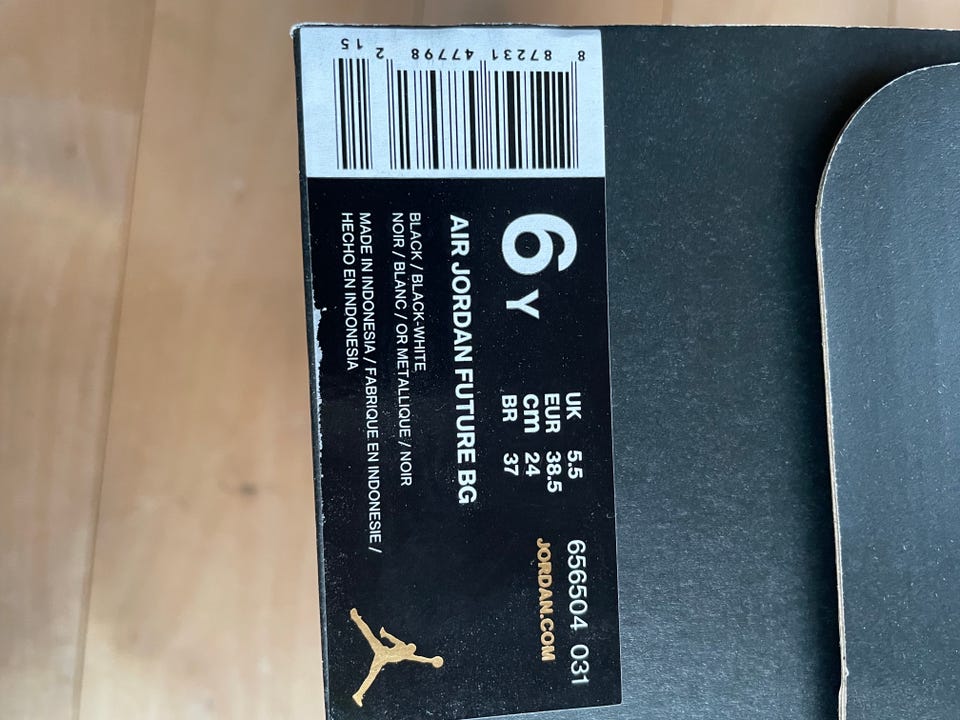 6 Y
UK 5.5
EUR 38.5
cm 24
BR 37
656504 031
JORDAN.COM
AIR JORDAN FUTURE BG
BLACK / BLACK-WHITE
NOIR / BLANC / OR METALLIQUE / NOIR
MADE IN INDONESIA / FABRIQUE EN INDONESIE /
HECHO EN INDONESIA
8 87231 47798 2 15